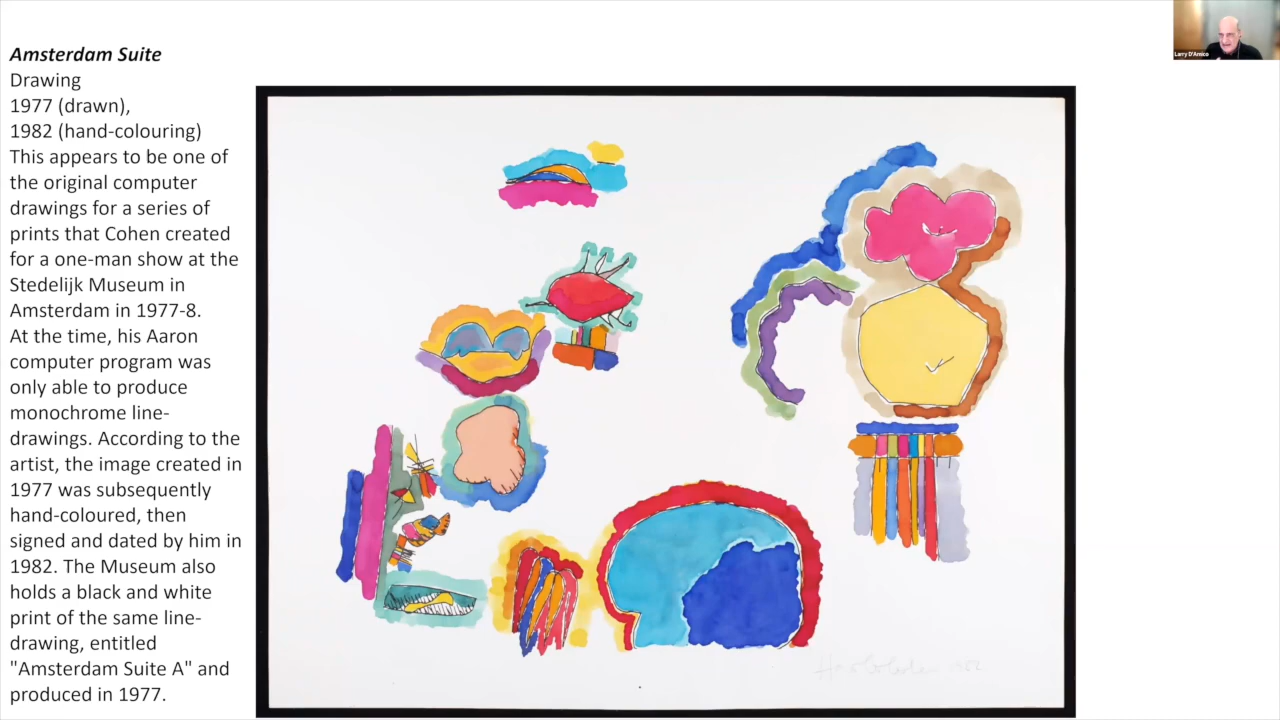 Amsterdam Suite
Drawing
1977 (drawn),
1982 (hand-colouring)
This appears to be one of
the original computer
drawings for a series of
prints that Cohen created
for a one-man show at the
Stedelijk Museum in
Amsterdam in 1977-8.
At the time, his Aaron
computer program was
only able to produce
monochrome line-
drawings. According to the
artist, the image created in
1977 was subsequently
hand-coloured, then
signed and dated by him in
1982. The Museum also
holds a black and white
print of the same line-
drawing, entitled
"Amsterdam Suite A" and
produced in 1977.
Larry D'Amico
1982